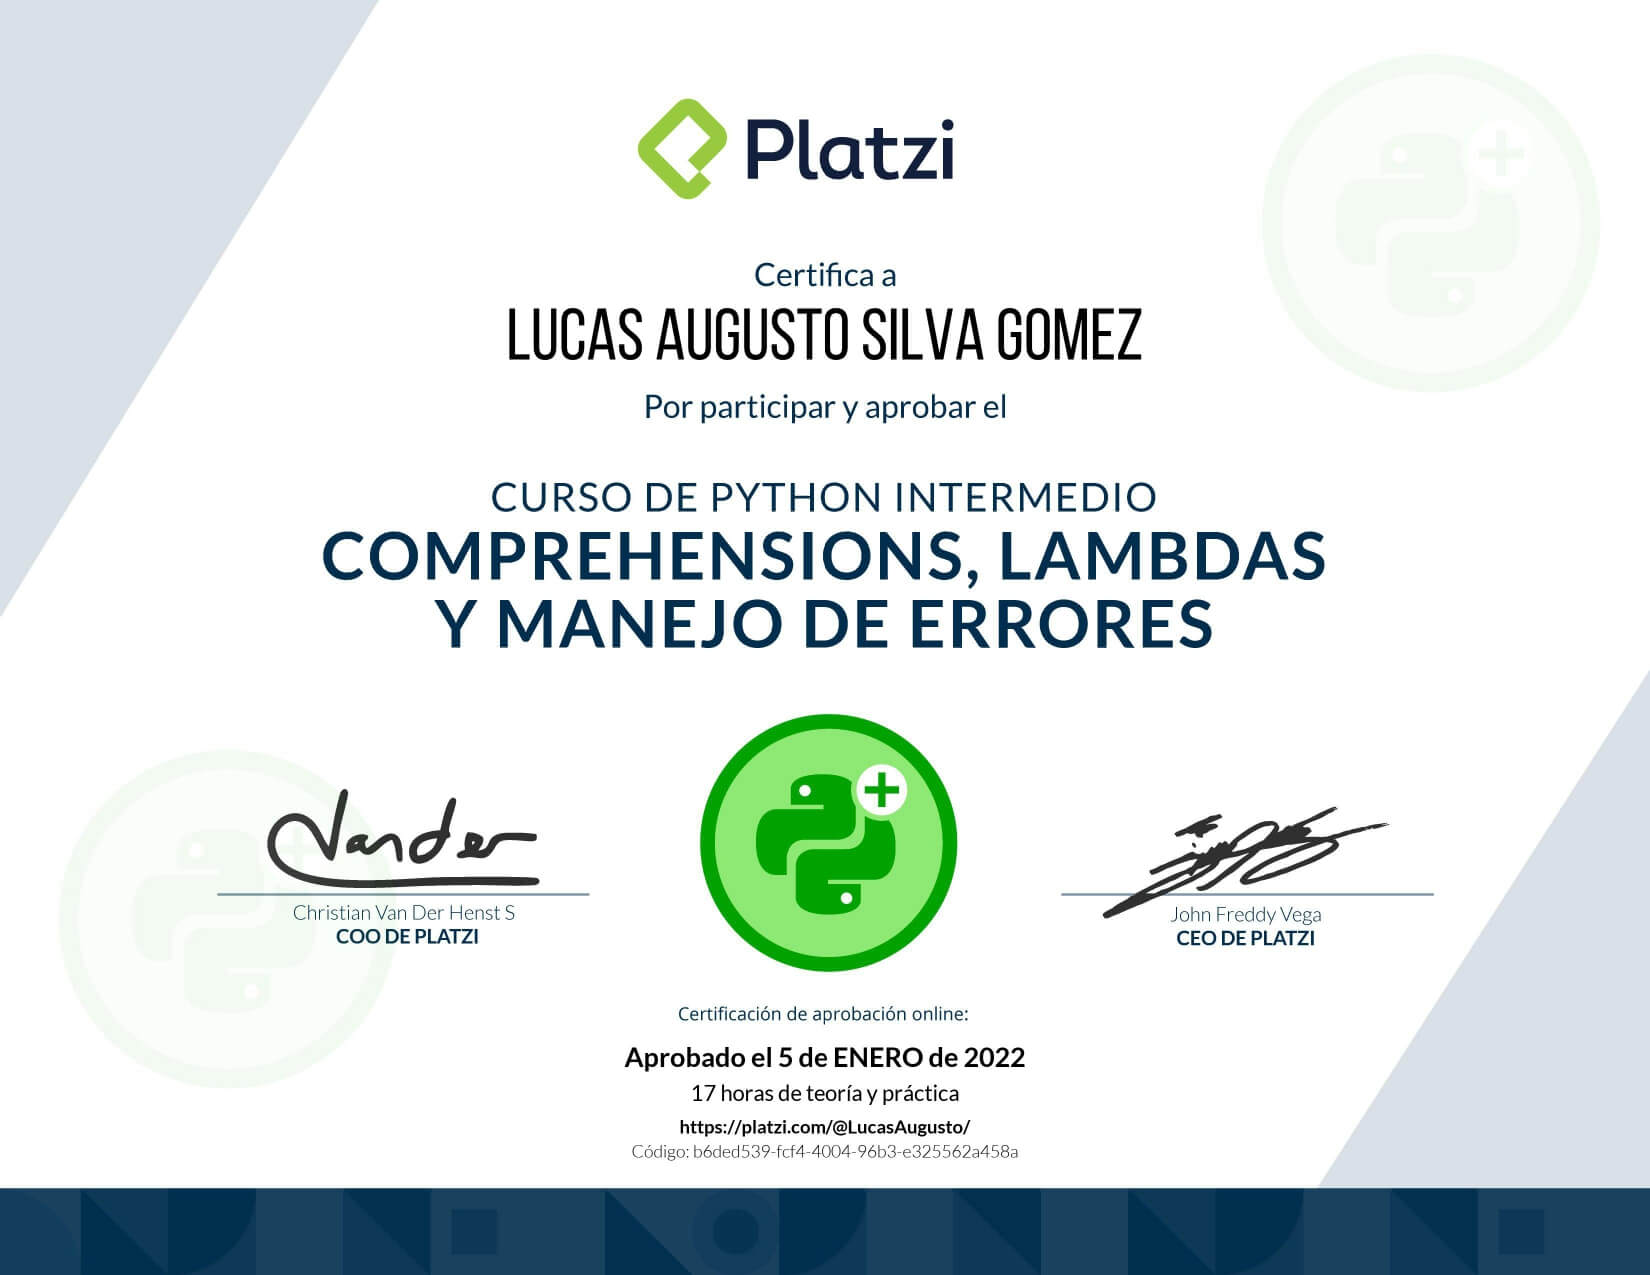 Platzi
Certifica a
LUCAS AUGUSTO SILVA GOMEZ
Por participar y aprobar el
CURSO DE PYTHON INTERMEDIO
COMPREHENSIONS, LAMBDAS
Y MANEJO DE ERRORES
Vander
Christian Van Der Henst S
COO DE PLATZI
John Freddy Vega
CEO DE PLATZI
Certificación de aprobación online:
Aprobado el 5 de ENERO de 2022
17 horas de teoría y práctica
https://platzi.com/@LucasAugusto/
Código: b6ded539-fcf4-4004-96b3-e325562a458a